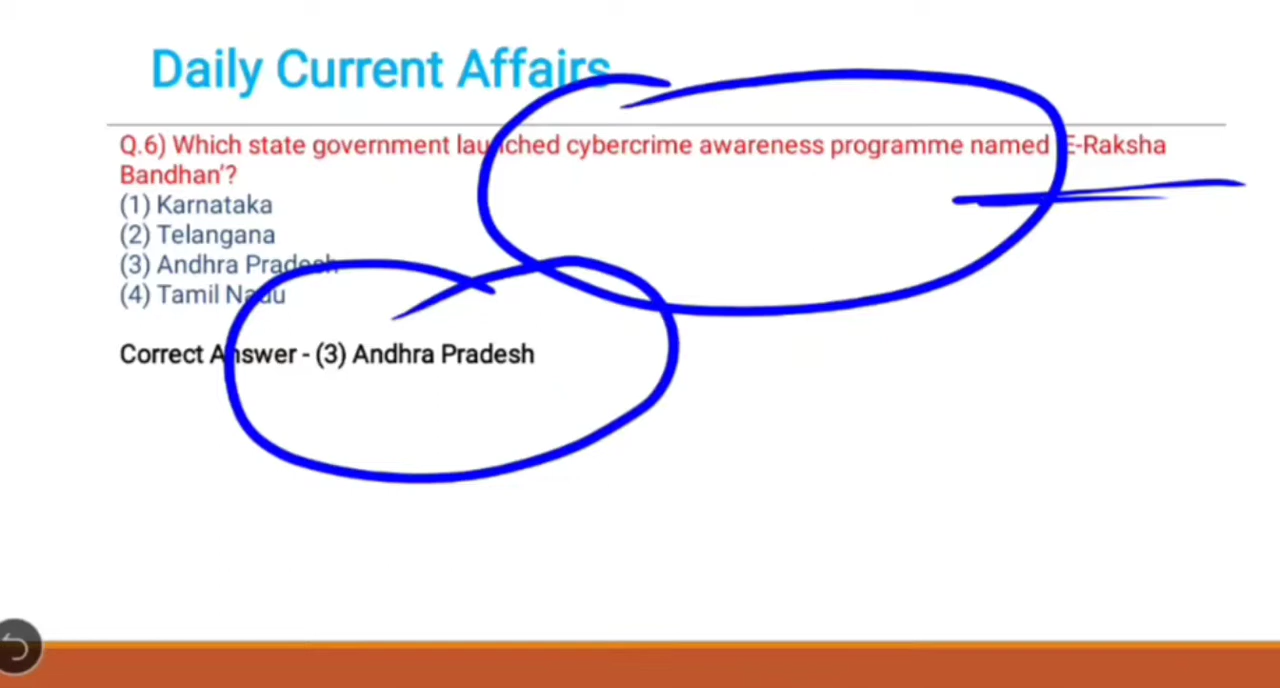 Daily Current Affairs
Q.6) Which state government launched cybercrime awareness programme named 'E-Raksha
Bandhan'?
(1) Karnataka
(2) Telangana
(3) Andhra Pradesh
(4) Tamil Nadu
Correct Answer - (3) Andhra Pradesh